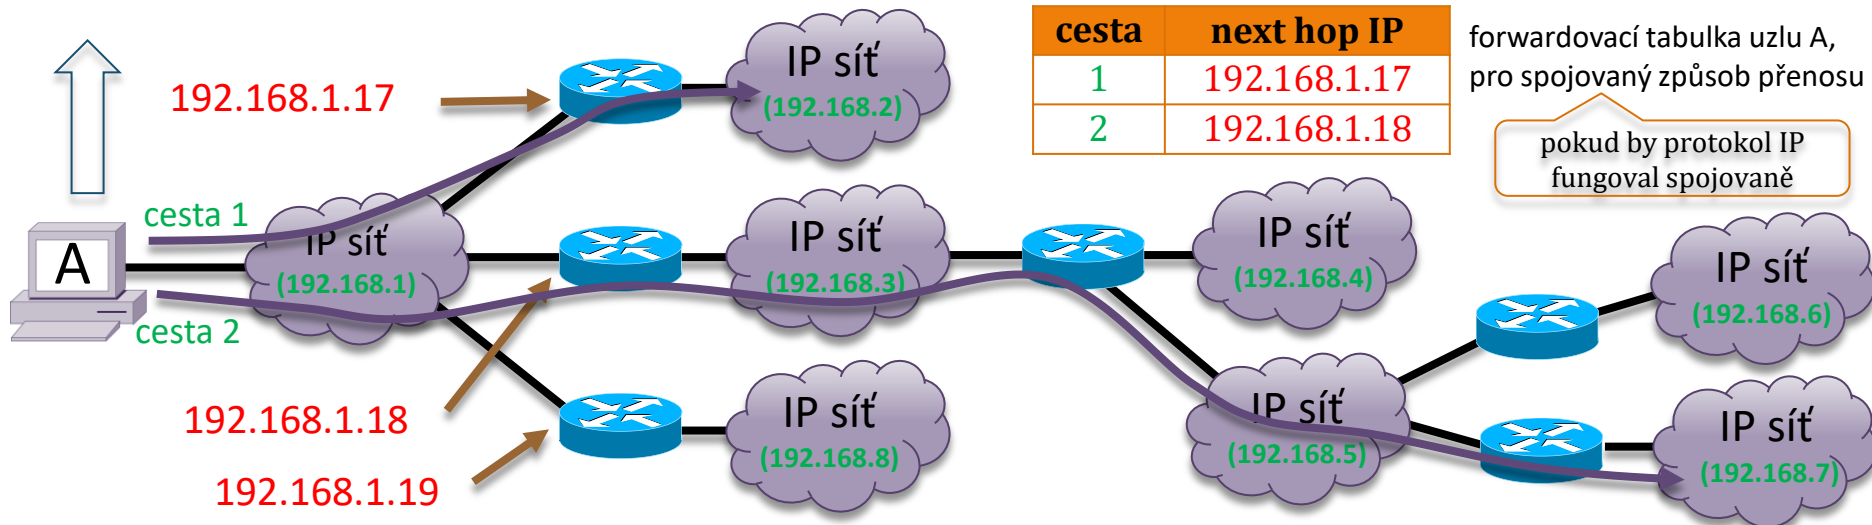 cesta next hop IP
1 192.168.1.17
2 192.168.1.18
forwardovací tabulka uzlu A,
pro spojovaný způsob přenosu
pokud by protokol IP
fungoval spojovaně
192.168.1.17
IP síť
(192.168.2)
cesta 1
A
IP síť
(192.168.1)
cesta 2
IP síť
(192.168.3)
IP síť
(192.168.4)
IP síť
(192.168.6)
192.168.1.18
192.168.1.19
IP síť
(192.168.8)
IP síť
(192.168.5)
IP síť
(192.168.7)